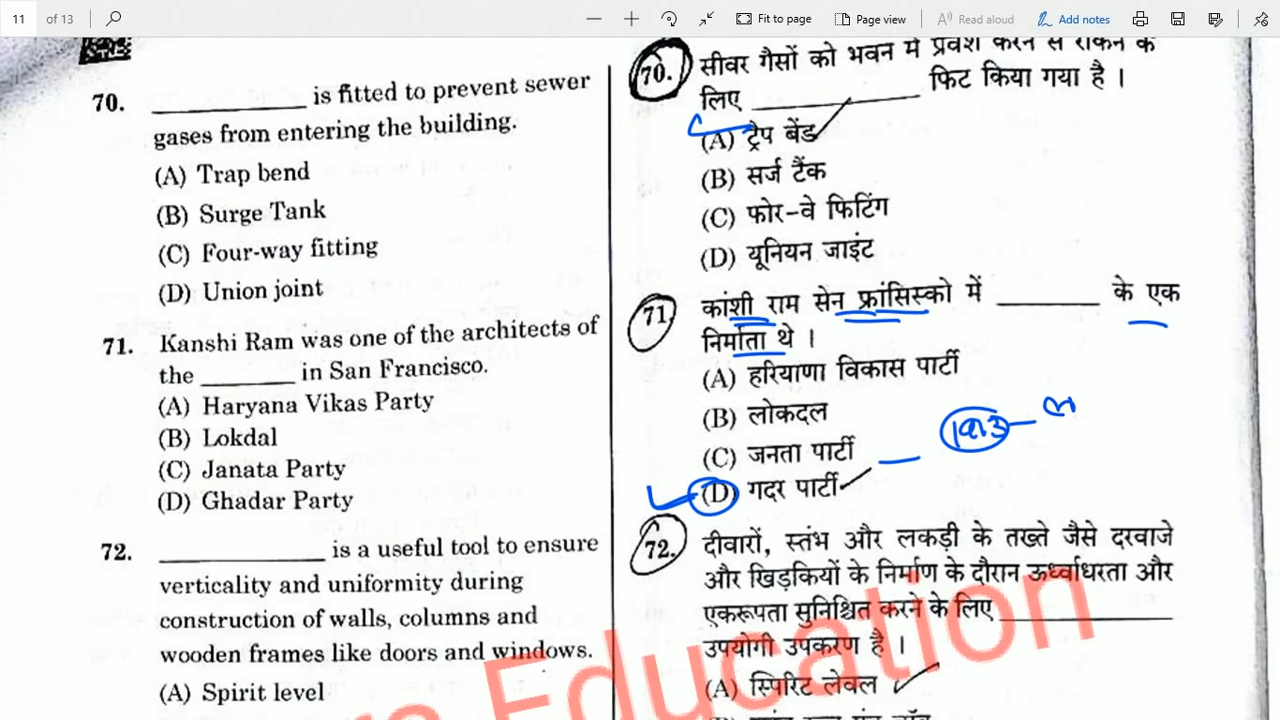 11 of 13
Fit to page
Page view
Read aloud
Add notes
70. ____________ is fitted to prevent sewer
gases from entering the building.
(A) Trap bend
(B) Surge Tank
(C) Four-way fitting
(D) Union joint
71. Kanshi Ram was one of the architects of
the ________ in San Francisco.
(A) Haryana Vikas Party
(B) Lokdal
(C) Janata Party
(D) Ghadar Party
72. ____________ is a useful tool to ensure
verticality and uniformity during
construction of walls, columns and
wooden frames like doors and windows.
(A) Spirit level
70. सीवर गैसों को भवन में प्रवेश करने से रोकने के
लिए ____________ फिट किया गया है ।
(A) ट्रैप बेंड
(B) सर्ज टैंक
(C) फोर-वे फिटिंग
(D) यूनियन जाइंट
71. कांशी राम सेन फ्रांसिस्को में ________ के एक
निर्माता थे ।
(A) हरियाणा विकास पार्टी
(B) लोकदल
(C) जनता पार्टी
1913
(D) गदर पार्टी
72. दीवारों, स्तंभ और लकड़ी के तख्ते जैसे दरवाजे
और खिड़कियों के निर्माण के दौरान ऊर्ध्वाधरता और
एकरूपता सुनिश्चित करने के लिए ____________
उपयोगी उपकरण है ।
(A) स्पिरिट लेवल
Education